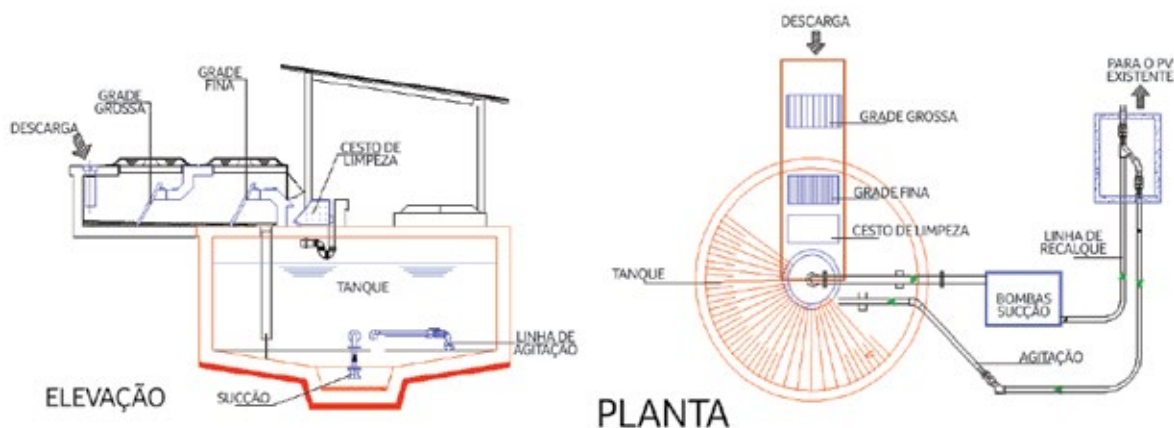 GRADE
FINA
GRADE
GROSSA
DESCARGA
CESTO DE
LIMPEZA
TANQUE
LINHA DE
AGITAÇÃO
SUCÇÃO
ELEVAÇÃO
DESCARGA
PARA O PV
EXISTENTE
GRADE GROSSA
GRADE FINA
CESTO DE LIMPEZA
LINHA DE
RECALQUE
TANQUE
BOMBAS
SUCÇÃO
AGITAÇÃO
PLANTA